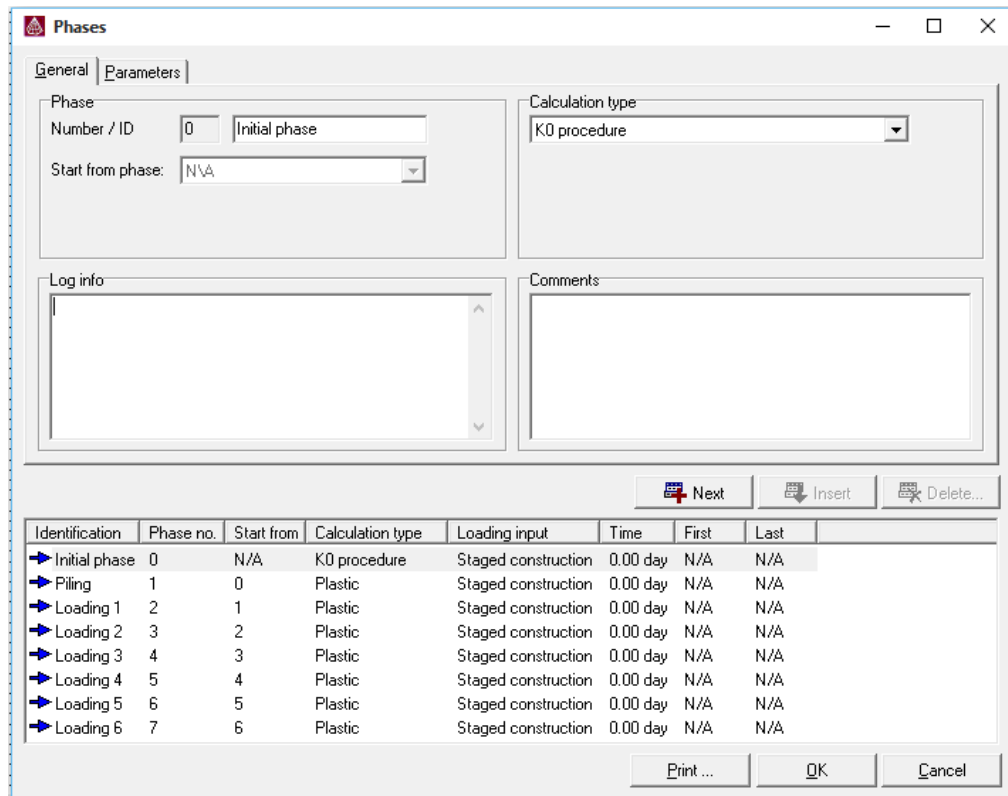 Phases
General Parameters
Phase
Number / ID 0 Initial phase
Start from phase: N\A
Calculation type
K0 procedure
Log info
Comments
Next Insert Delete...
Identification Phase no. Start from Calculation type Loading input Time First Last
Initial phase 0 N/A K0 procedure Staged construction 0.00 day N/A N/A
Piling 1 0 Plastic Staged construction 0.00 day N/A N/A
Loading 1 2 1 Plastic Staged construction 0.00 day N/A N/A
Loading 2 3 2 Plastic Staged construction 0.00 day N/A N/A
Loading 3 4 3 Plastic Staged construction 0.00 day N/A N/A
Loading 4 5 4 Plastic Staged construction 0.00 day N/A N/A
Loading 5 6 5 Plastic Staged construction 0.00 day N/A N/A
Loading 6 7 6 Plastic Staged construction 0.00 day N/A N/A
Print ... OK Cancel